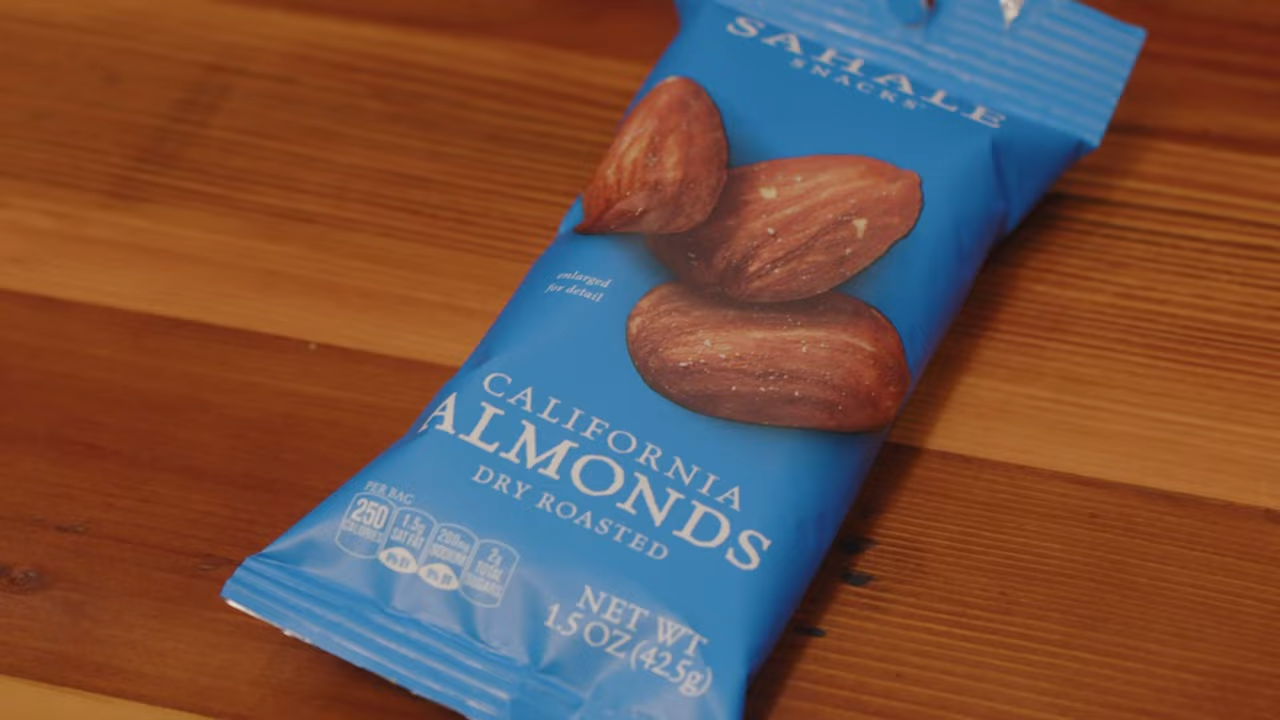 SAHALE
SNACKS
enlarged
for detail
CALIFORNIA
ALMONDS
DRY ROASTED
PER BAG
250
CALORIES
1.5g
SAT FAT
200mg
SODIUM
2g
TOTAL
SUGARS
NET WT
1.5 OZ (42.5g)